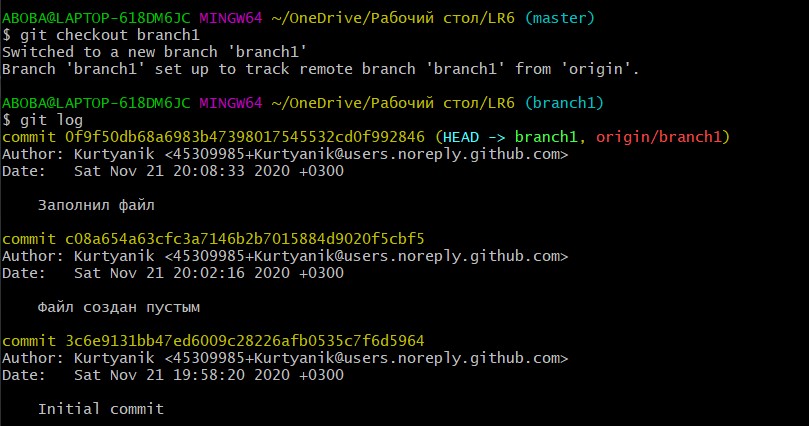 ABOBA@LAPTOP-618DM6JC MINGW64 ~/OneDrive/Рабочий стол/LR6 (master)
$ git checkout branch1
Switched to a new branch 'branch1'
Branch 'branch1' set up to track remote branch 'branch1' from 'origin'.
ABOBA@LAPTOP-618DM6JC MINGW64 ~/OneDrive/Рабочий стол/LR6 (branch1)
$ git log
commit 0f9f50db68a6983b47398017545532cd0f992846 (HEAD -> branch1, origin/branch1)
Author: Kurtyanik <45309985+Kurtyanik@users.noreply.github.com>
Date:   Sat Nov 21 20:08:33 2020 +0300
Заполнил файл
commit c08a654a63cfc3a7146b2b7015884d9020f5cbf5
Author: Kurtyanik <45309985+Kurtyanik@users.noreply.github.com>
Date:   Sat Nov 21 20:02:16 2020 +0300
Файл создан пустым
commit 3c6e9131bb47ed6009c28226afb0535c7f6d5964
Author: Kurtyanik <45309985+Kurtyanik@users.noreply.github.com>
Date:   Sat Nov 21 19:58:20 2020 +0300
Initial commit